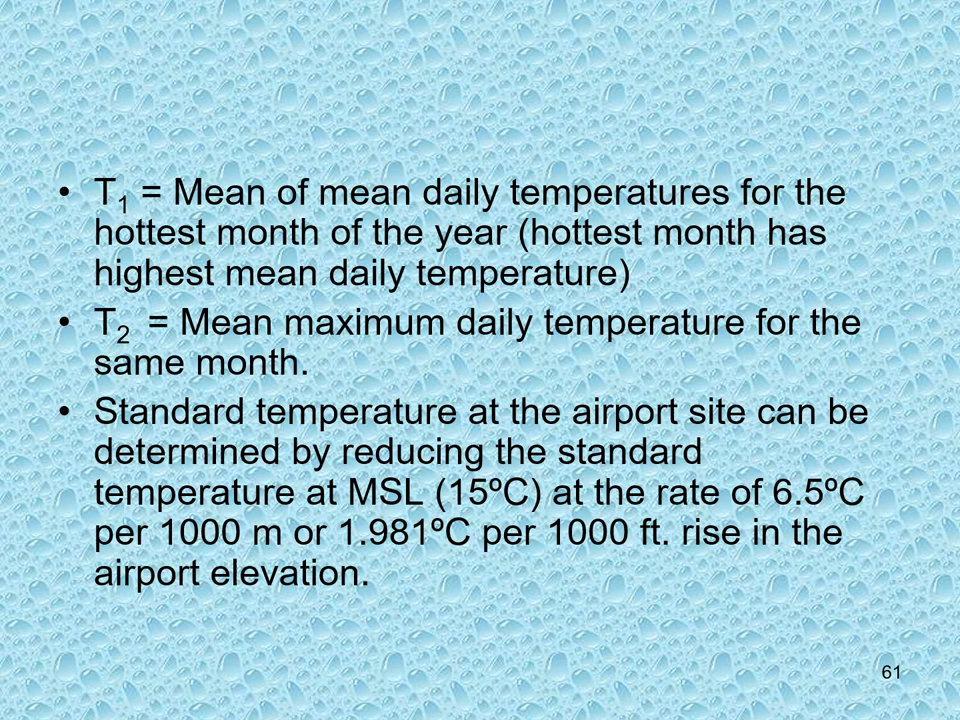 • T₁ = Mean of mean daily temperatures for the
hottest month of the year (hottest month has
highest mean daily temperature)
• T₂ = Mean maximum daily temperature for the
same month.
• Standard temperature at the airport site can be
determined by reducing the standard
temperature at MSL (15ºC) at the rate of 6.5ºC
per 1000 m or 1.981ºC per 1000 ft. rise in the
airport elevation.
61